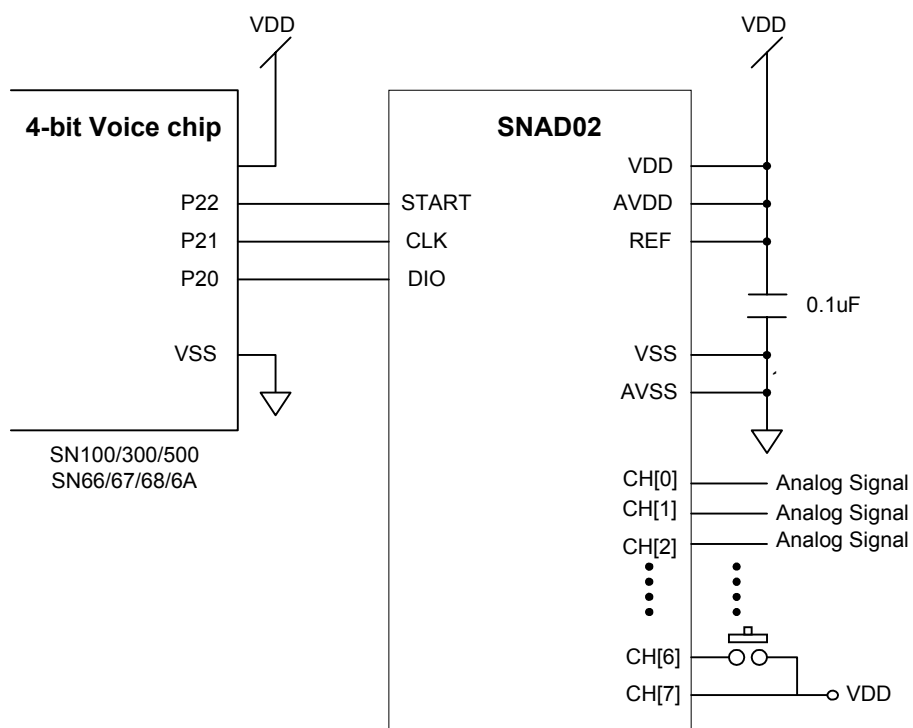 VDD
VDD
4-bit Voice chip
SNAD02
VDD
P22
START
AVDD
P21
CLK
REF
P20
DIO
0.1uF
VSS
VSS
AVSS
SN100/300/500
SN66/67/68/6A
CH[0]
Analog Signal
CH[1]
Analog Signal
CH[2]
Analog Signal
CH[6]
CH[7]
VDD